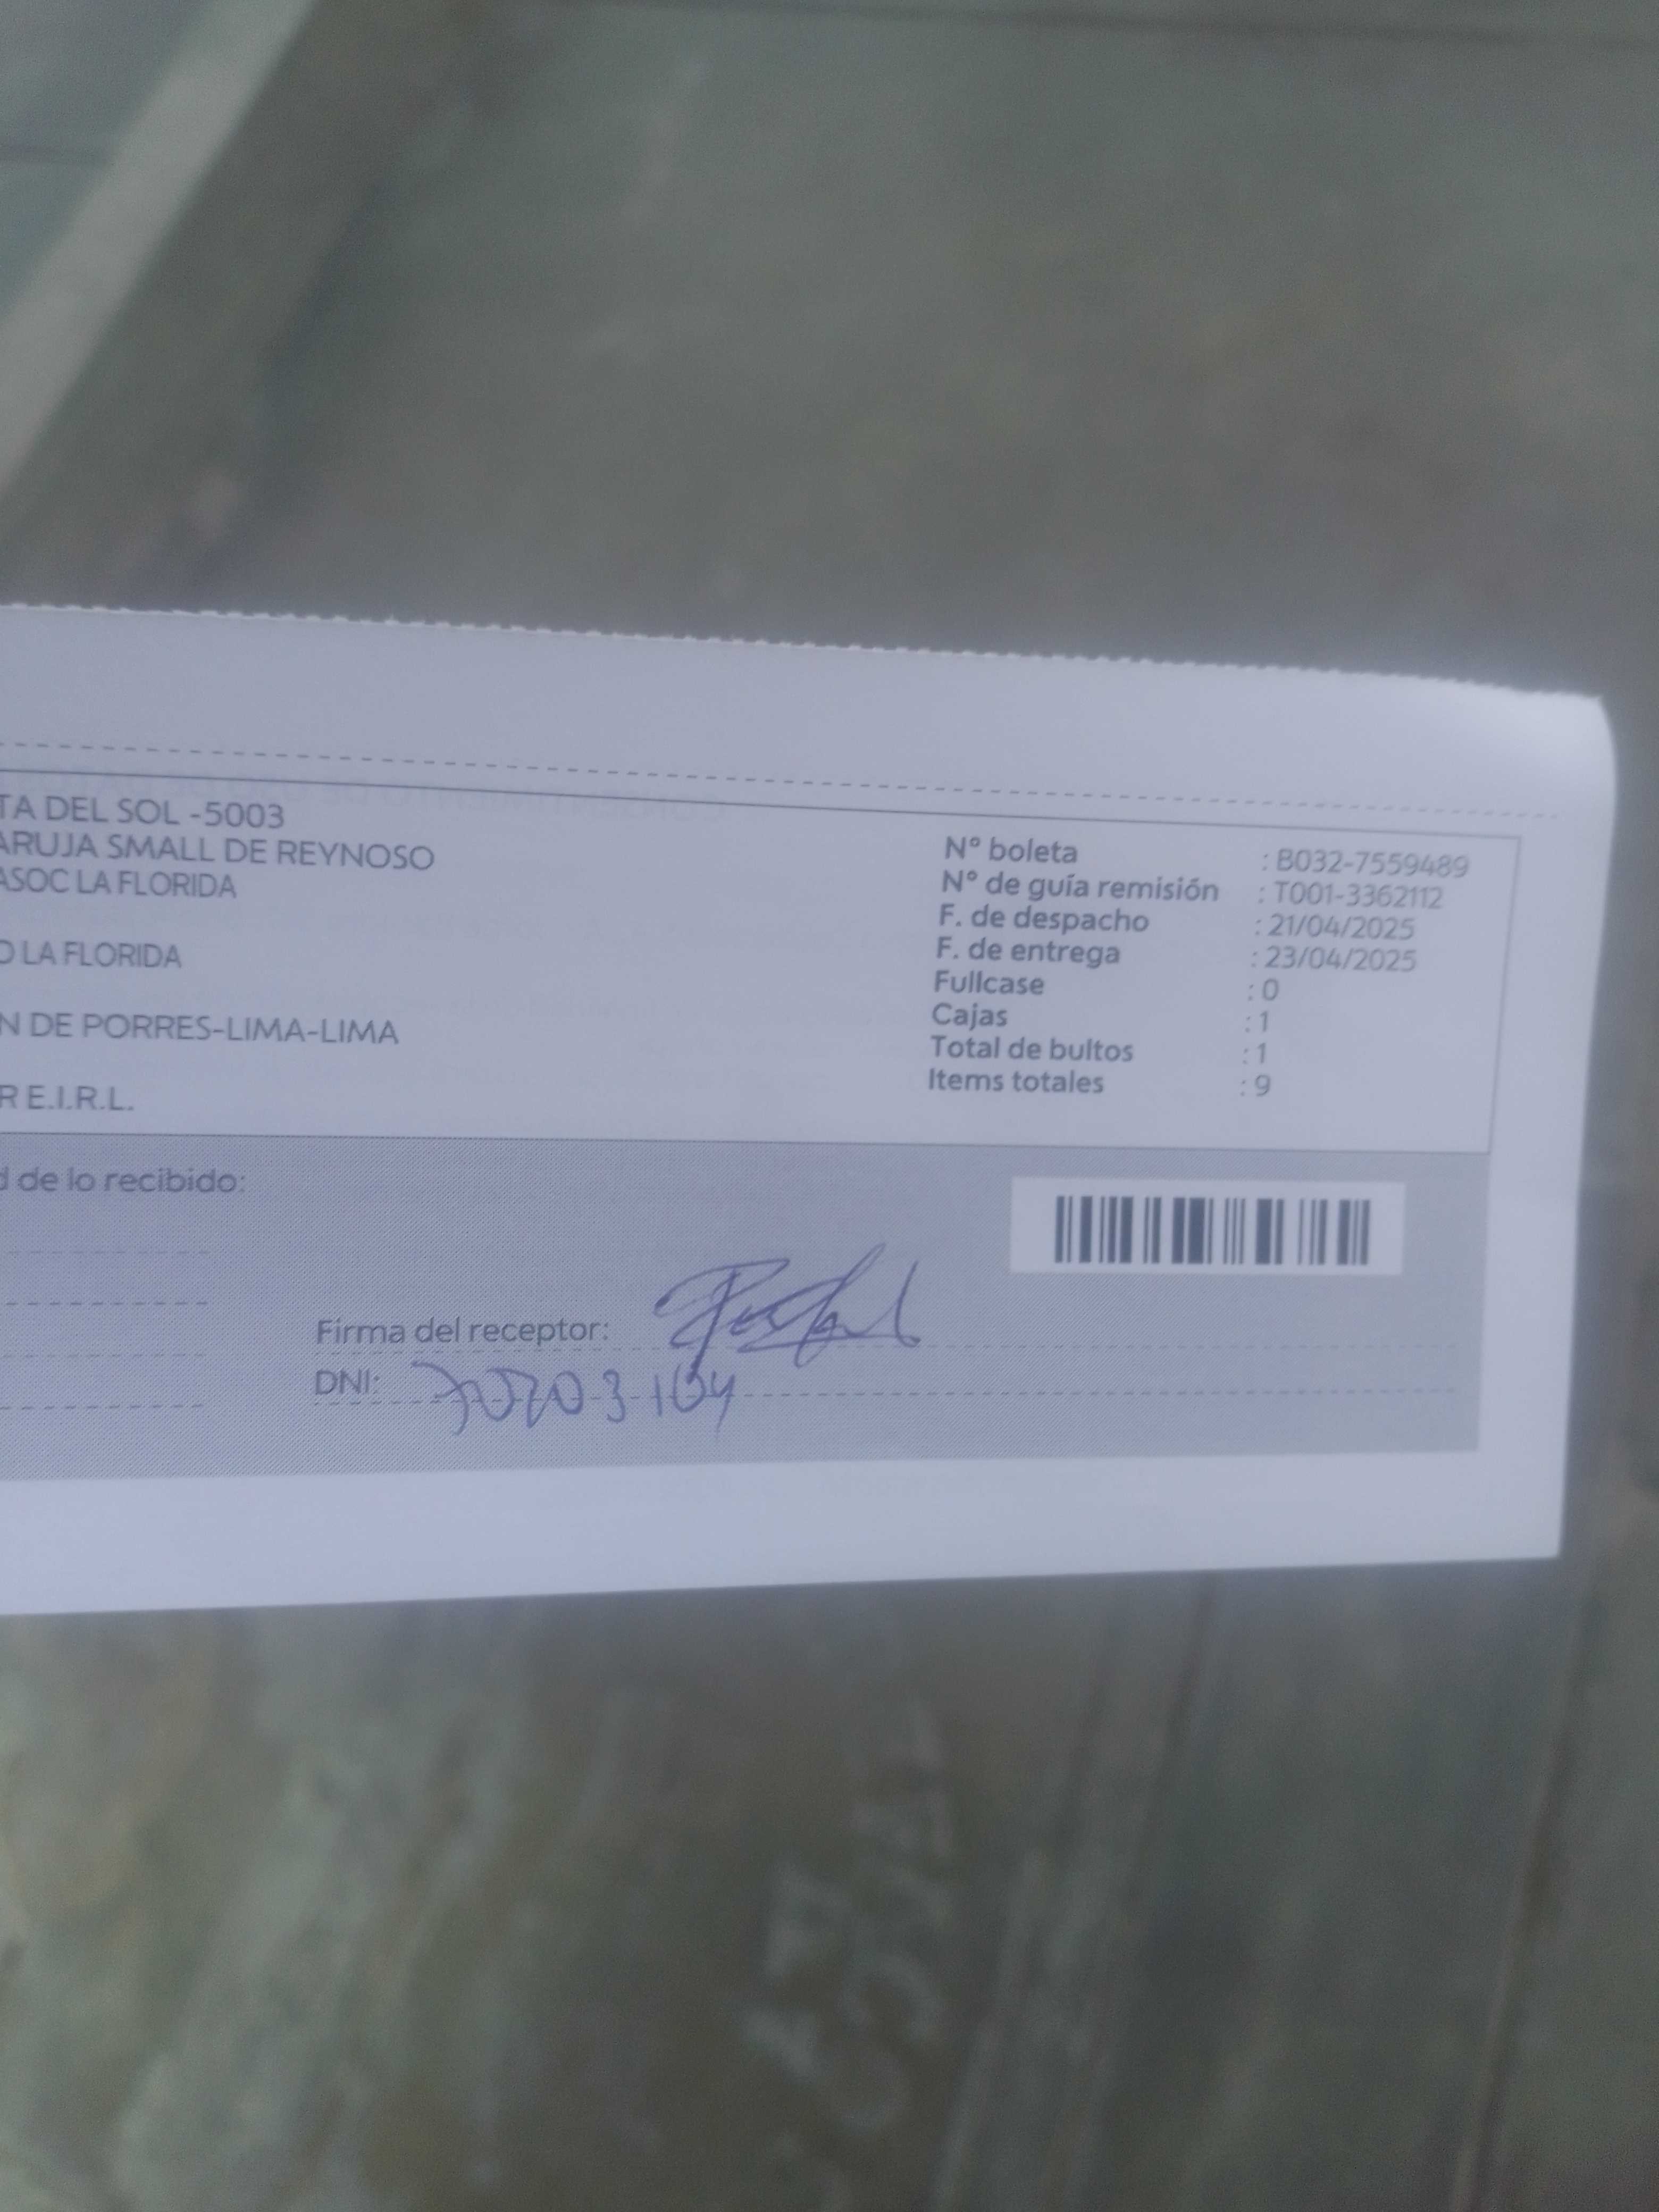 TA DEL SOL -5003
ARUJA SMALL DE REYNOSO
ASOC LA FLORIDA
O LA FLORIDA
N DE PORRES-LIMA-LIMA
R E.I.R.L.
Nº boleta : B032-7559489
Nº de guía remisión : T001-3362112
F. de despacho : 21/04/2025
F. de entrega : 23/04/2025
Fullcase : 0
Cajas : 1
Total de bultos : 1
Items totales : 9
d de lo recibido:
Firma del receptor:
DNI: